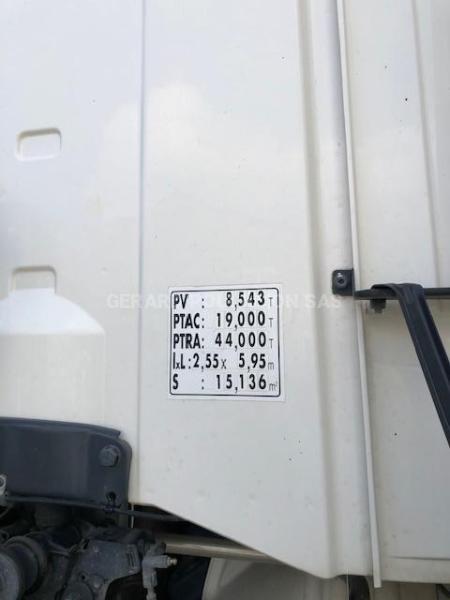 PV : 8,543 T
PTAC: 19,000 T
PTRA: 44,000 T
lxL:2,55 x 5,95 m
S : 15,136 m²